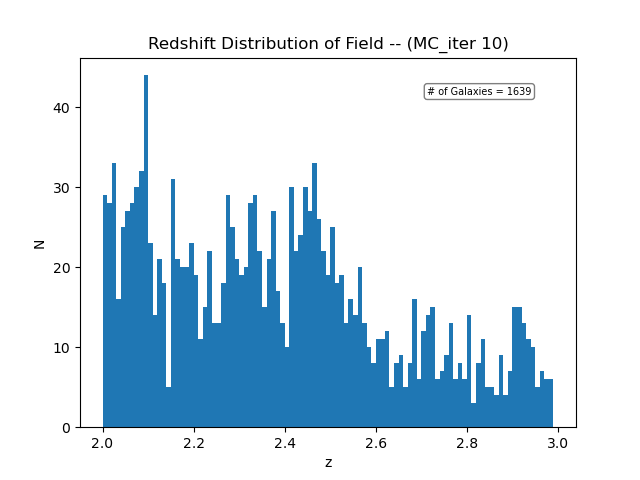 Redshift Distribution of Field -- (MC_iter 10)
# of Galaxies = 1639
N
40
30
20
10
0
2.0 2.2 2.4 2.6 2.8 3.0
z